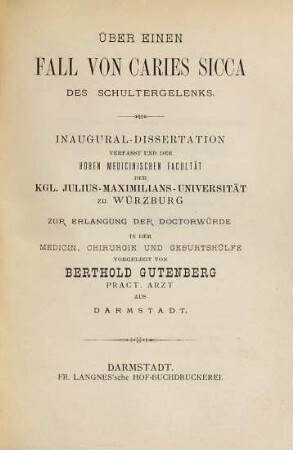 ÜBER EINEN
FALL VON CARIES SICCA
DES SCHULTERGELENKS.
INAUGURAL-DISSERTATION
VERFASST UND DER
HOHEN MEDICINISCHEN FACULTÄT
DER
KGL. JULIUS-MAXIMILIANS-UNIVERSITÄT
ZU WÜRZBURG
ZUR ERLANGUNG DER DOCTORWÜRDE
IN DER
MEDICIN, CHIRURGIE UND GEBURTSHÜLFE
VORGELEGT VON
BERTHOLD GUTENBERG
PRACT. ARZT
AUS
DARMSTADT.
DARMSTADT.
FR. LANGNES'sche HOF-BUCHDRUCKEREI.